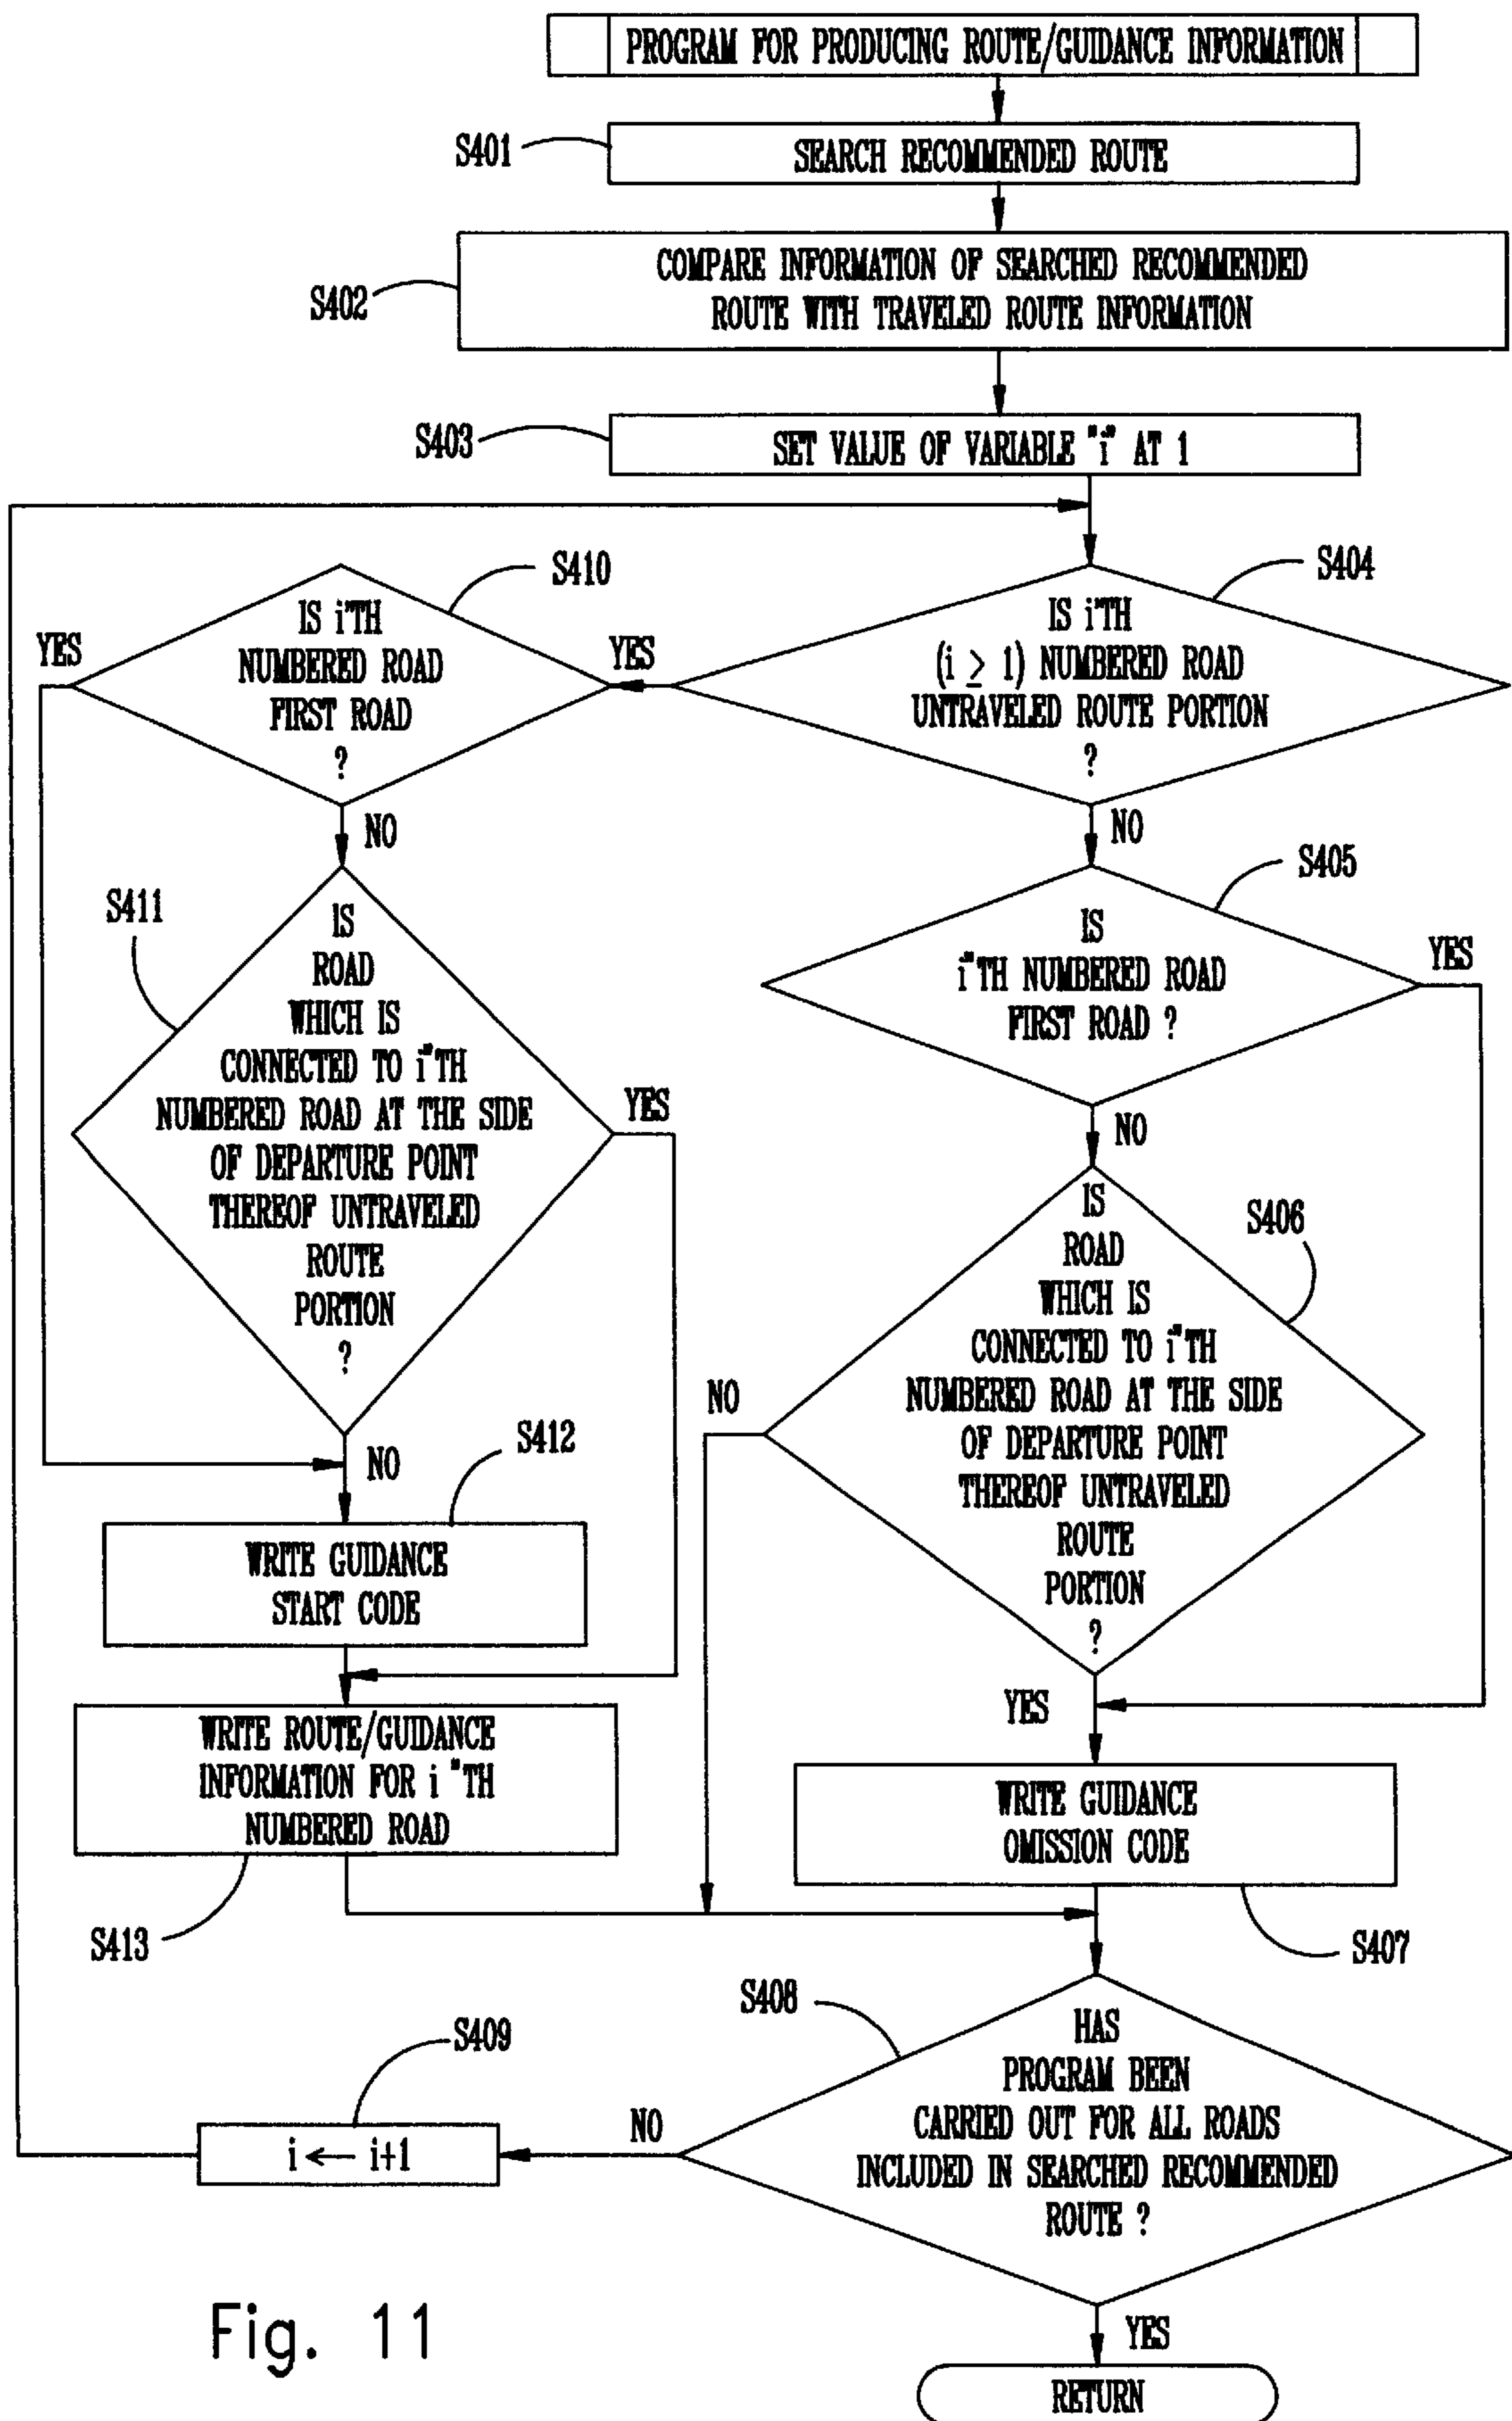 PROGRAM FOR PRODUCING ROUTE/GUIDANCE INFORMATION
S401
SEARCH RECOMMENDED ROUTE
S402
COMPARE INFORMATION OF SEARCHED RECOMMENDED
ROUTE WITH TRAVELED ROUTE INFORMATION
S403
SET VALUE OF VARIABLE "i" AT 1
S410
IS i'TH
NUMBERED ROAD
FIRST ROAD
?
YES
NO
S404
IS i'TH
(i ≥ 1) NUMBERED ROAD
UNTRAVELED ROUTE PORTION
?
YES
NO
S405
IS
i"TH NUMBERED ROAD
FIRST ROAD ?
YES
NO
S411
IS
ROAD
WHICH IS
CONNECTED TO i"TH
NUMBERED ROAD AT THE SIDE
OF DEPARTURE POINT
THEREOF UNTRAVELED
ROUTE
PORTION
?
YES
NO
S406
IS
ROAD
WHICH IS
CONNECTED TO i"TH
NUMBERED ROAD AT THE SIDE
OF DEPARTURE POINT
THEREOF UNTRAVELED
ROUTE
PORTION
?
NO
YES
S412
WRITE GUIDANCE
START CODE
WRITE ROUTE/GUIDANCE
INFORMATION FOR i "TH
NUMBERED ROAD
S413
WRITE GUIDANCE
OMISSION CODE
S407
S408
HAS
PROGRAM BEEN
CARRIED OUT FOR ALL ROADS
INCLUDED IN SEARCHED RECOMMENDED
ROUTE ?
NO
S409
i ← i+1
YES
RETURN
Fig. 11